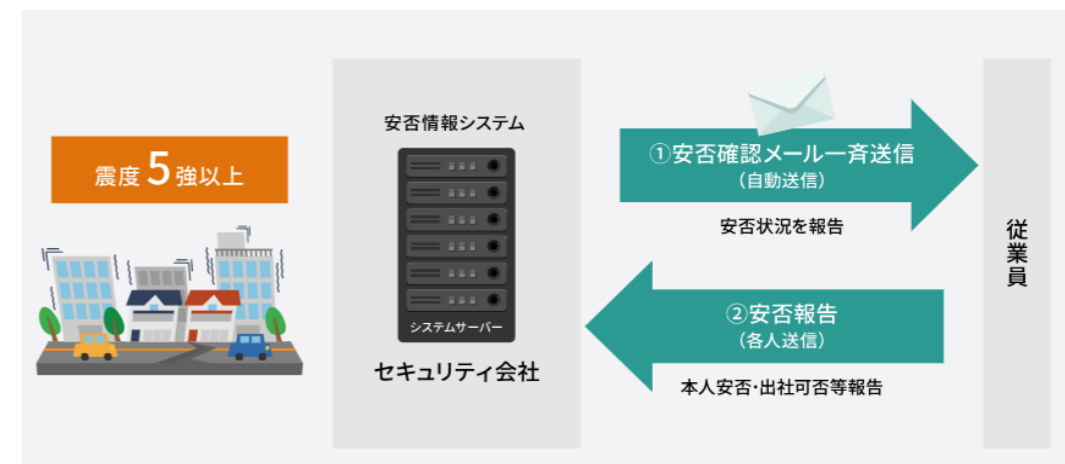 震度5強以上
安否情報システム
システムサーバー
セキュリティ会社
①安否確認メール一斉送信
（自動送信）
安否状況を報告
②安否報告
（各人送信）
本人安否・出社可否等報告
従業員